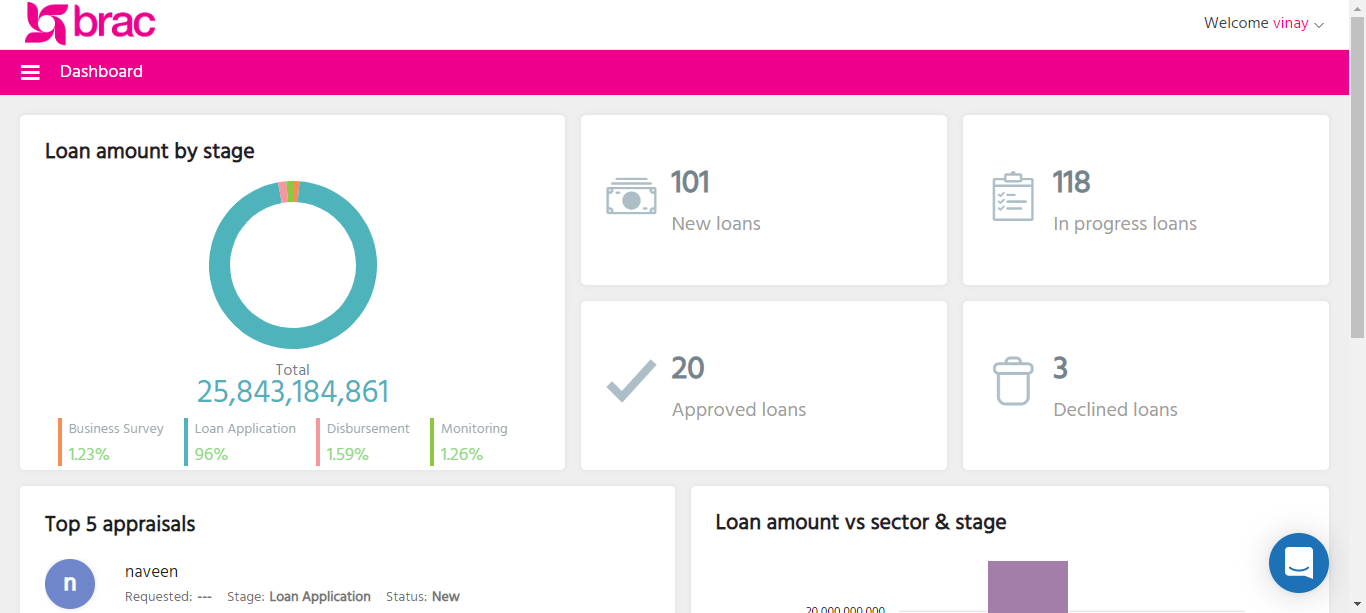 brac
Welcome vinay
Dashboard
Loan amount by stage
Total
25,843,184,861
Business Survey
1.23%
Loan Application
96%
Disbursement
1.59%
Monitoring
1.26%
101
New loans
118
In progress loans
20
Approved loans
3
Declined loans
Top 5 appraisals
n
naveen
Requested: --- Stage: Loan Application Status: New
Loan amount vs sector & stage
20,000,000,000